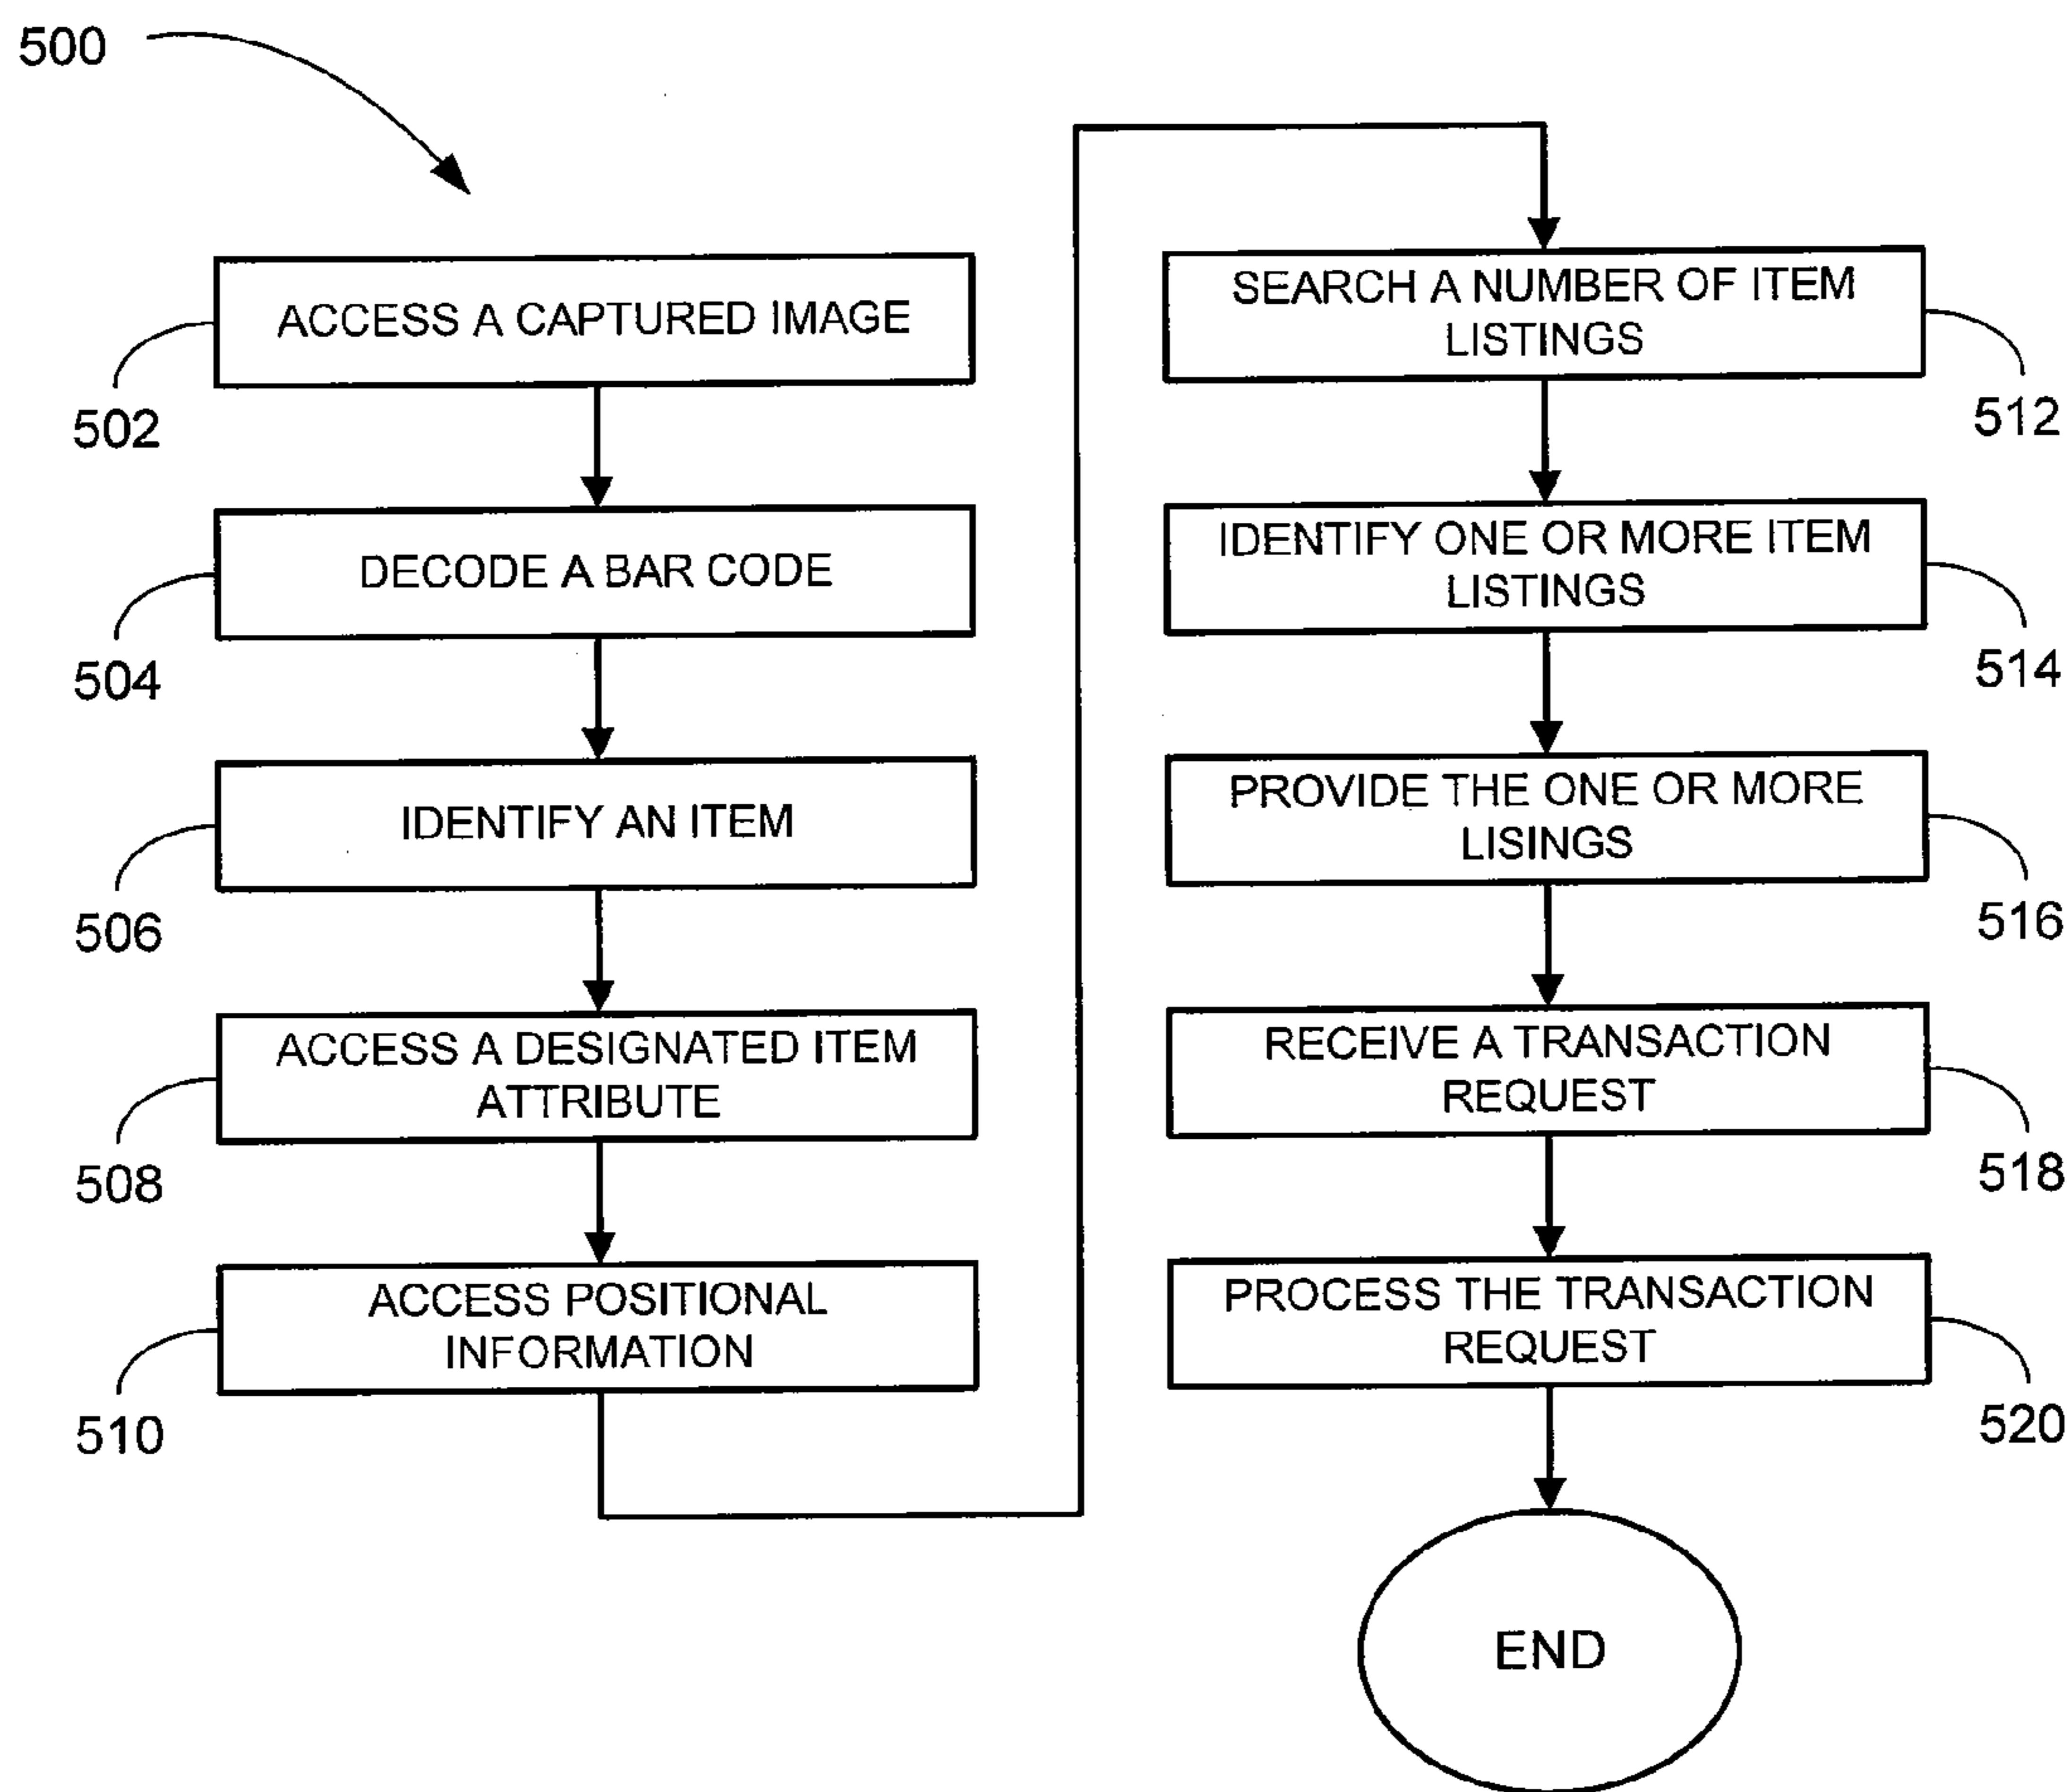 500
ACCESS A CAPTURED IMAGE
502
DECODE A BAR CODE
504
IDENTIFY AN ITEM
506
ACCESS A DESIGNATED ITEM
ATTRIBUTE
508
ACCESS POSITIONAL
INFORMATION
510
SEARCH A NUMBER OF ITEM
LISTINGS
512
IDENTIFY ONE OR MORE ITEM
LISTINGS
514
PROVIDE THE ONE OR MORE
LISINGS
516
RECEIVE A TRANSACTION
REQUEST
518
PROCESS THE TRANSACTION
REQUEST
520
END